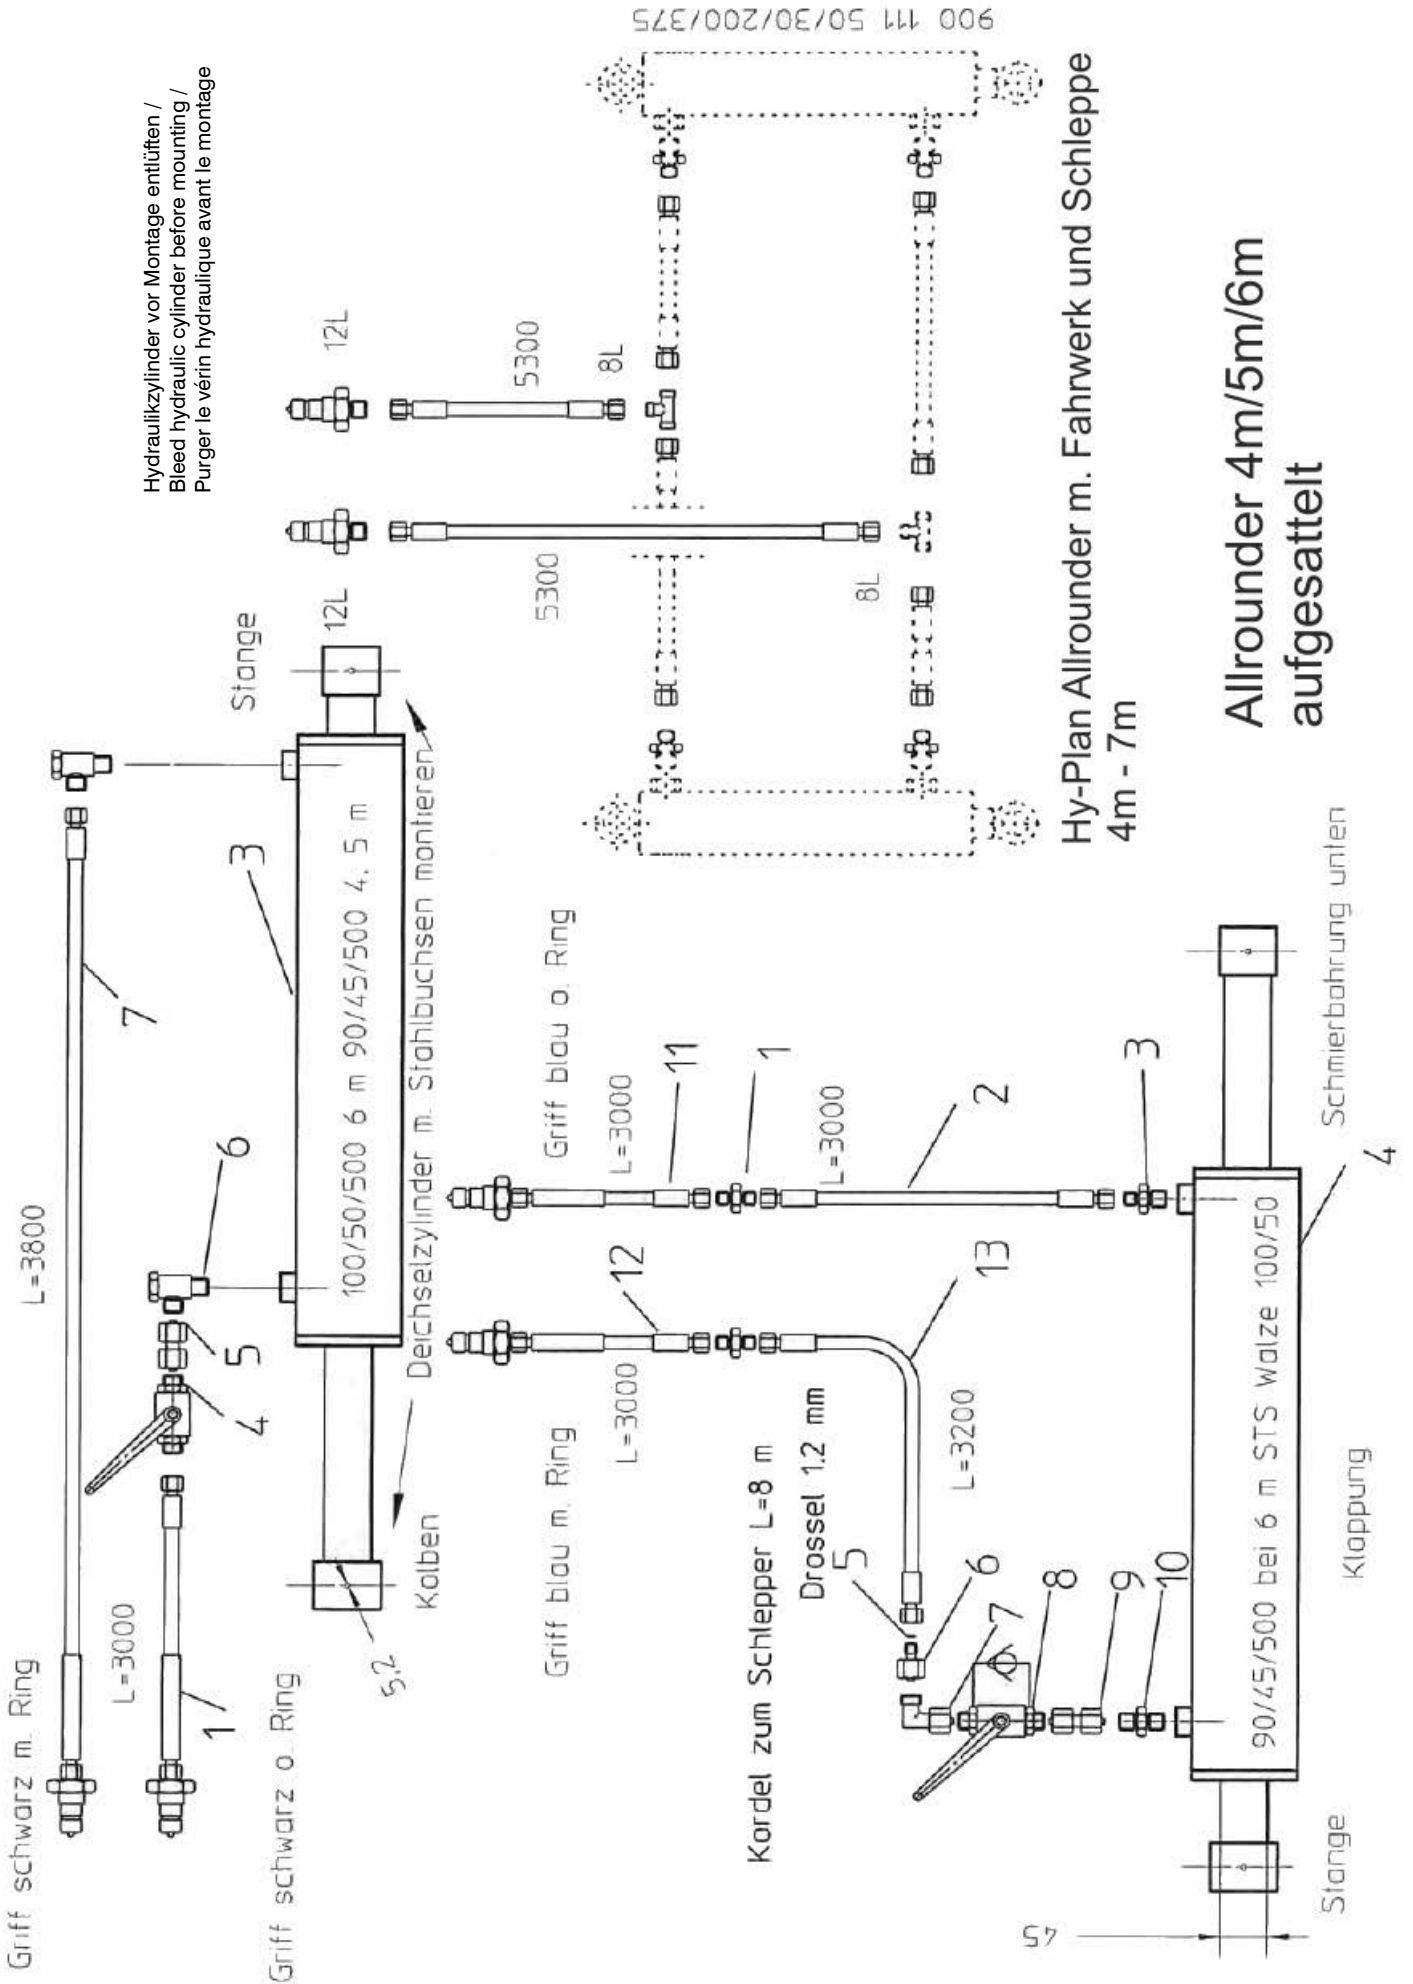 Griff schwarz m. Ring
L=3800
L=3000
7
1
Griff schwarz o. Ring
4
5
6
3
Stange
5,2
Kolben
100/50/500 6 m 90/45/500 4. 5 m
Deichselzylinder m. Stahlbuchsen montieren
Hydraulikzylinder vor Montage entlüften /
Bleed hydraulic cylinder before mounting /
Purger le vérin hydraulique avant le montage
12L
12L
5300
5300
8L
8L
900 111 50/30/200/375
Hy-Plan Allrounder m. Fahrwerk und Schleppe
4m - 7m
Allrounder 4m/5m/6m
aufgesattelt
Griff blau m. Ring
Griff blau o. Ring
L=3000
L=3000
12
11
1
L=3000
2
13
L=3200
Kordel zum Schlepper L=8 m
Drossel 1.2 mm
5
6
7
8
9
10
3
90/45/500 bei 6 m STS Walze 100/50
4
45
Stange
Klappung
Schmierbohrung unten